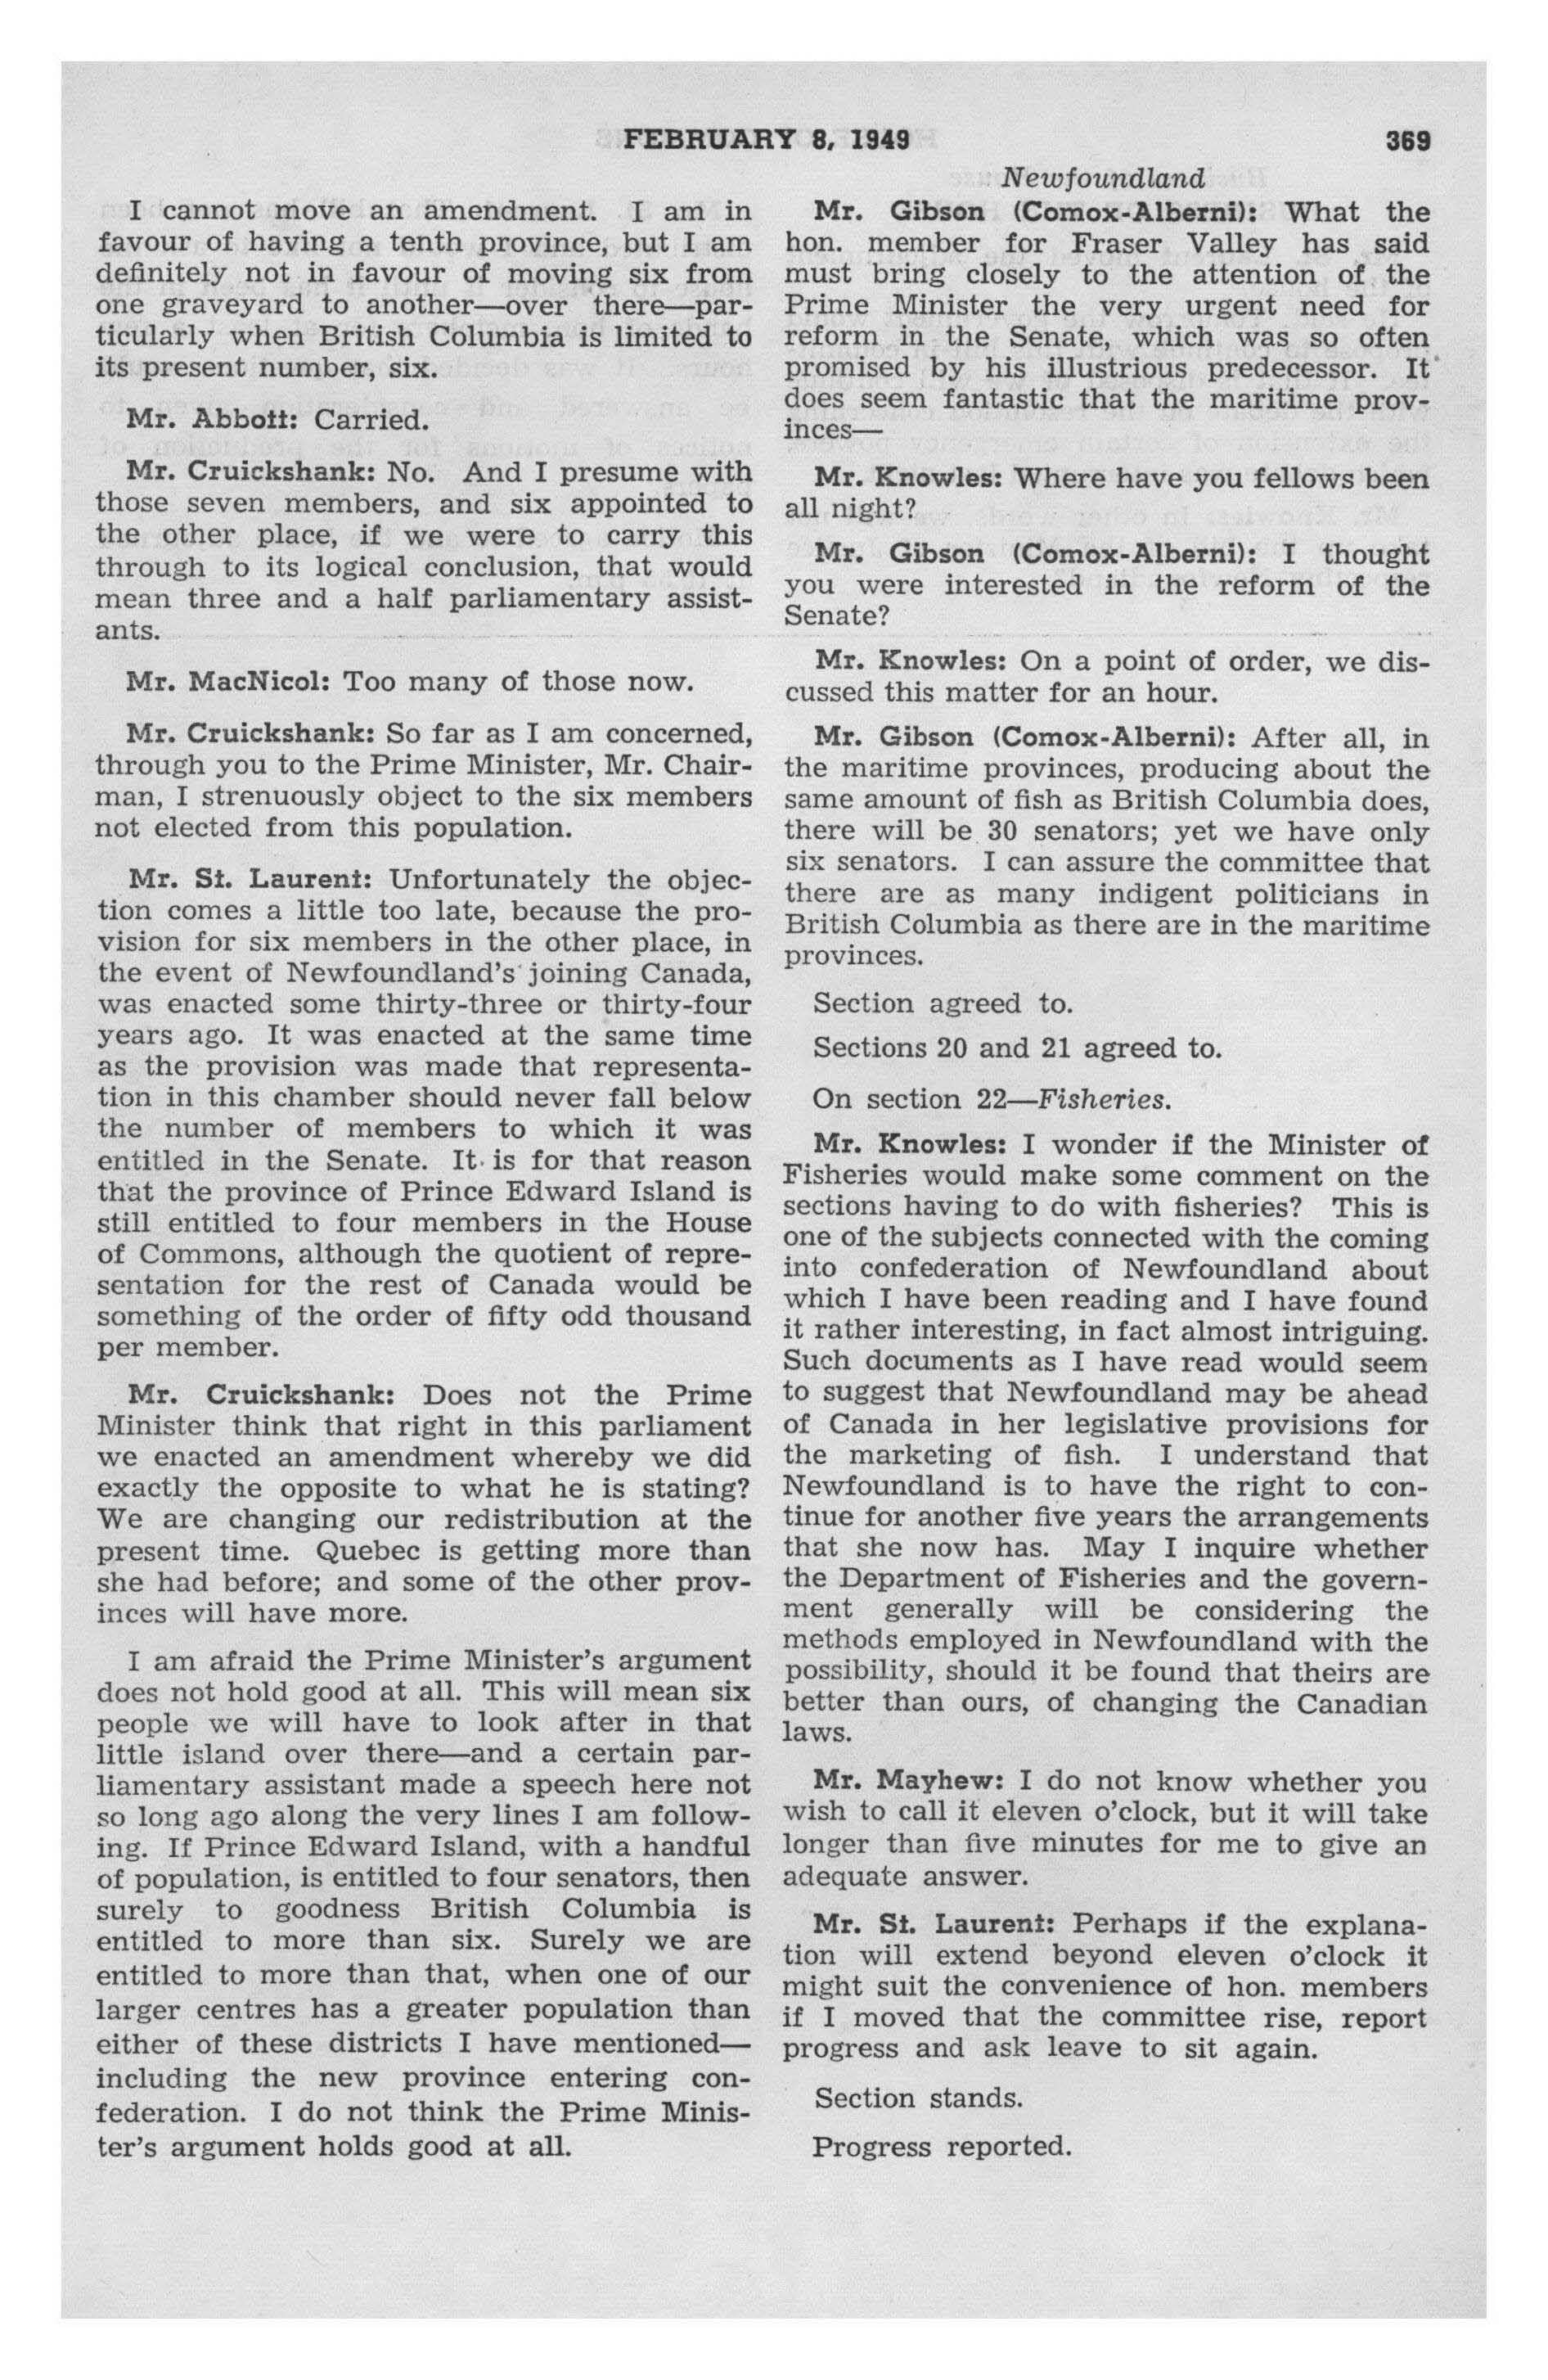 FEBRUARY 8, 1949
369
Newfoundland
I cannot move an amendment. I am in
favour of having a tenth province, but I am
definitely not in favour of moving six from
one graveyard to another—over there—par-
ticularly when British Columbia is limited to
its present number, six.
Mr. Abbott: Carried.
Mr. Cruickshank: No. And I presume with
those seven members, and six appointed to
the other place, if we were to carry this
through to its logical conclusion, that would
mean three and a half parliamentary assist-
ants.
Mr. MacNicol: Too many of those now.
Mr. Cruickshank: So far as I am concerned,
through you to the Prime Minister, Mr. Chair-
man, I strenuously object to the six members
not elected from this population.
Mr. St. Laurent: Unfortunately the objec-
tion comes a little too late, because the pro-
vision for six members in the other place, in
the event of Newfoundland's joining Canada,
was enacted some thirty-three or thirty-four
years ago. It was enacted at the same time
as the provision was made that representa-
tion in this chamber should never fall below
the number of members to which it was
entitled in the Senate. It is for that reason
that the province of Prince Edward Island is
still entitled to four members in the House
of Commons, although the quotient of repre-
sentation for the rest of Canada would be
something of the order of fifty odd thousand
per member.
Mr. Cruickshank: Does not the Prime
Minister think that right in this parliament
we enacted an amendment whereby we did
exactly the opposite to what he is stating?
We are changing our redistribution at the
present time. Quebec is getting more than
she had before; and some of the other prov-
inces will have more.
I am afraid the Prime Minister's argument
does not hold good at all. This will mean six
people we will have to look after in that
little island over there—and a certain par-
liamentary assistant made a speech here not
so long ago along the very lines I am follow-
ing. If Prince Edward Island, with a handful
of population, is entitled to four senators, then
surely to goodness British Columbia is
entitled to more than six. Surely we are
entitled to more than that, when one of our
larger centres has a greater population than
either of these districts I have mentioned—
including the new province entering con-
federation. I do not think the Prime Minis-
ter's argument holds good at all.
Mr. Gibson (Comox-Alberni): What the
hon. member for Fraser Valley has said
must bring closely to the attention of the
Prime Minister the very urgent need for
reform in the Senate, which was so often
promised by his illustrious predecessor. It
does seem fantastic that the maritime prov-
inces—
Mr. Knowles: Where have you fellows been
all night?
Mr. Gibson (Comox-Alberni): I thought
you were interested in the reform of the
Senate?
Mr. Knowles: On a point of order, we dis-
cussed this matter for an hour.
Mr. Gibson (Comox-Alberni): After all, in
the maritime provinces, producing about the
same amount of fish as British Columbia does,
there will be 30 senators; yet we have only
six senators. I can assure the committee that
there are as many indigent politicians in
British Columbia as there are in the maritime
provinces.
Section agreed to.
Sections 20 and 21 agreed to.
On section 22—Fisheries.
Mr. Knowles: I wonder if the Minister of
Fisheries would make some comment on the
sections having to do with fisheries? This is
one of the subjects connected with the coming
into confederation of Newfoundland about
which I have been reading and I have found
it rather interesting, in fact almost intriguing.
Such documents as I have read would seem
to suggest that Newfoundland may be ahead
of Canada in her legislative provisions for
the marketing of fish. I understand that
Newfoundland is to have the right to con-
tinue for another five years the arrangements
that she now has. May I inquire whether
the Department of Fisheries and the govern-
ment generally will be considering the
methods employed in Newfoundland with the
possibility, should it be found that theirs are
better than ours, of changing the Canadian
laws.
Mr. Mayhew: I do not know whether you
wish to call it eleven o'clock, but it will take
longer than five minutes for me to give an
adequate answer.
Mr. St. Laurent: Perhaps if the explana-
tion will extend beyond eleven o'clock it
might suit the convenience of hon. members
if I moved that the committee rise, report
progress and ask leave to sit again.
Section stands.
Progress reported.